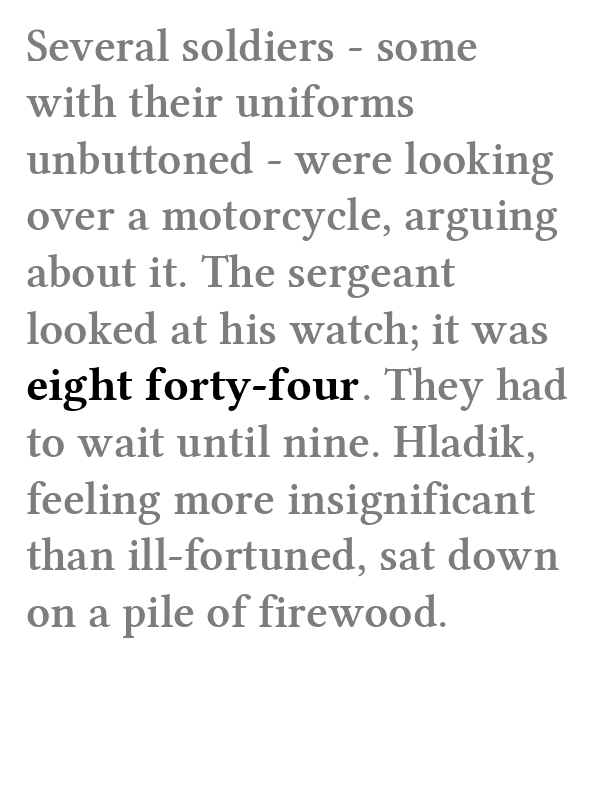 Several soldiers - some
with their uniforms
unbuttoned - were looking
over a motorcycle, arguing
about it. The sergeant
looked at his watch; it was
eight forty-four. They had
to wait until nine. Hladik,
feeling more insignificant
than ill-fortuned, sat down
on a pile of firewood.